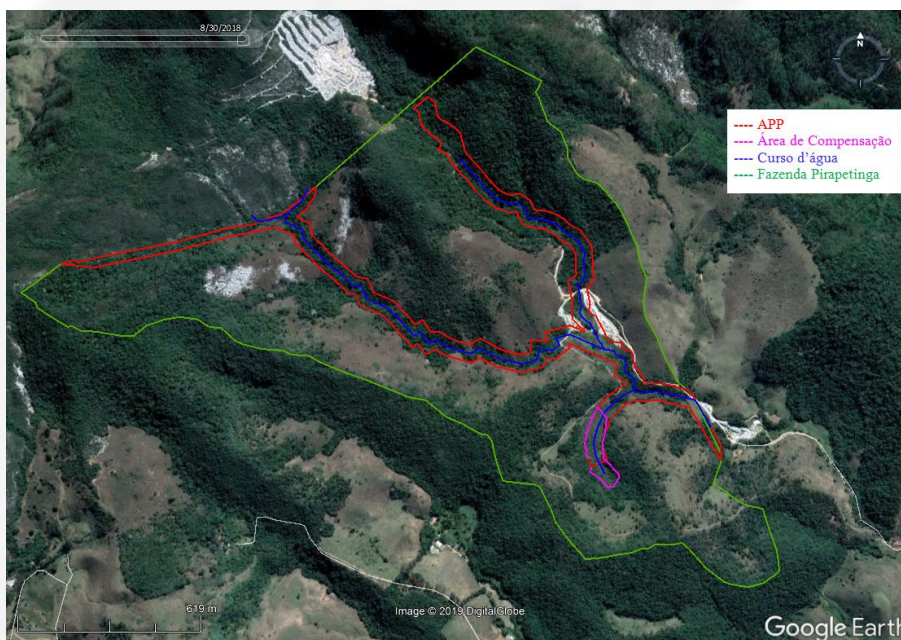 8/30/2018
N
---- APP
---- Área de Compensação
---- Curso d'água
---- Fazenda Pirapetinga
619 m
Image © 2019 DigitalGlobe
Google Earth